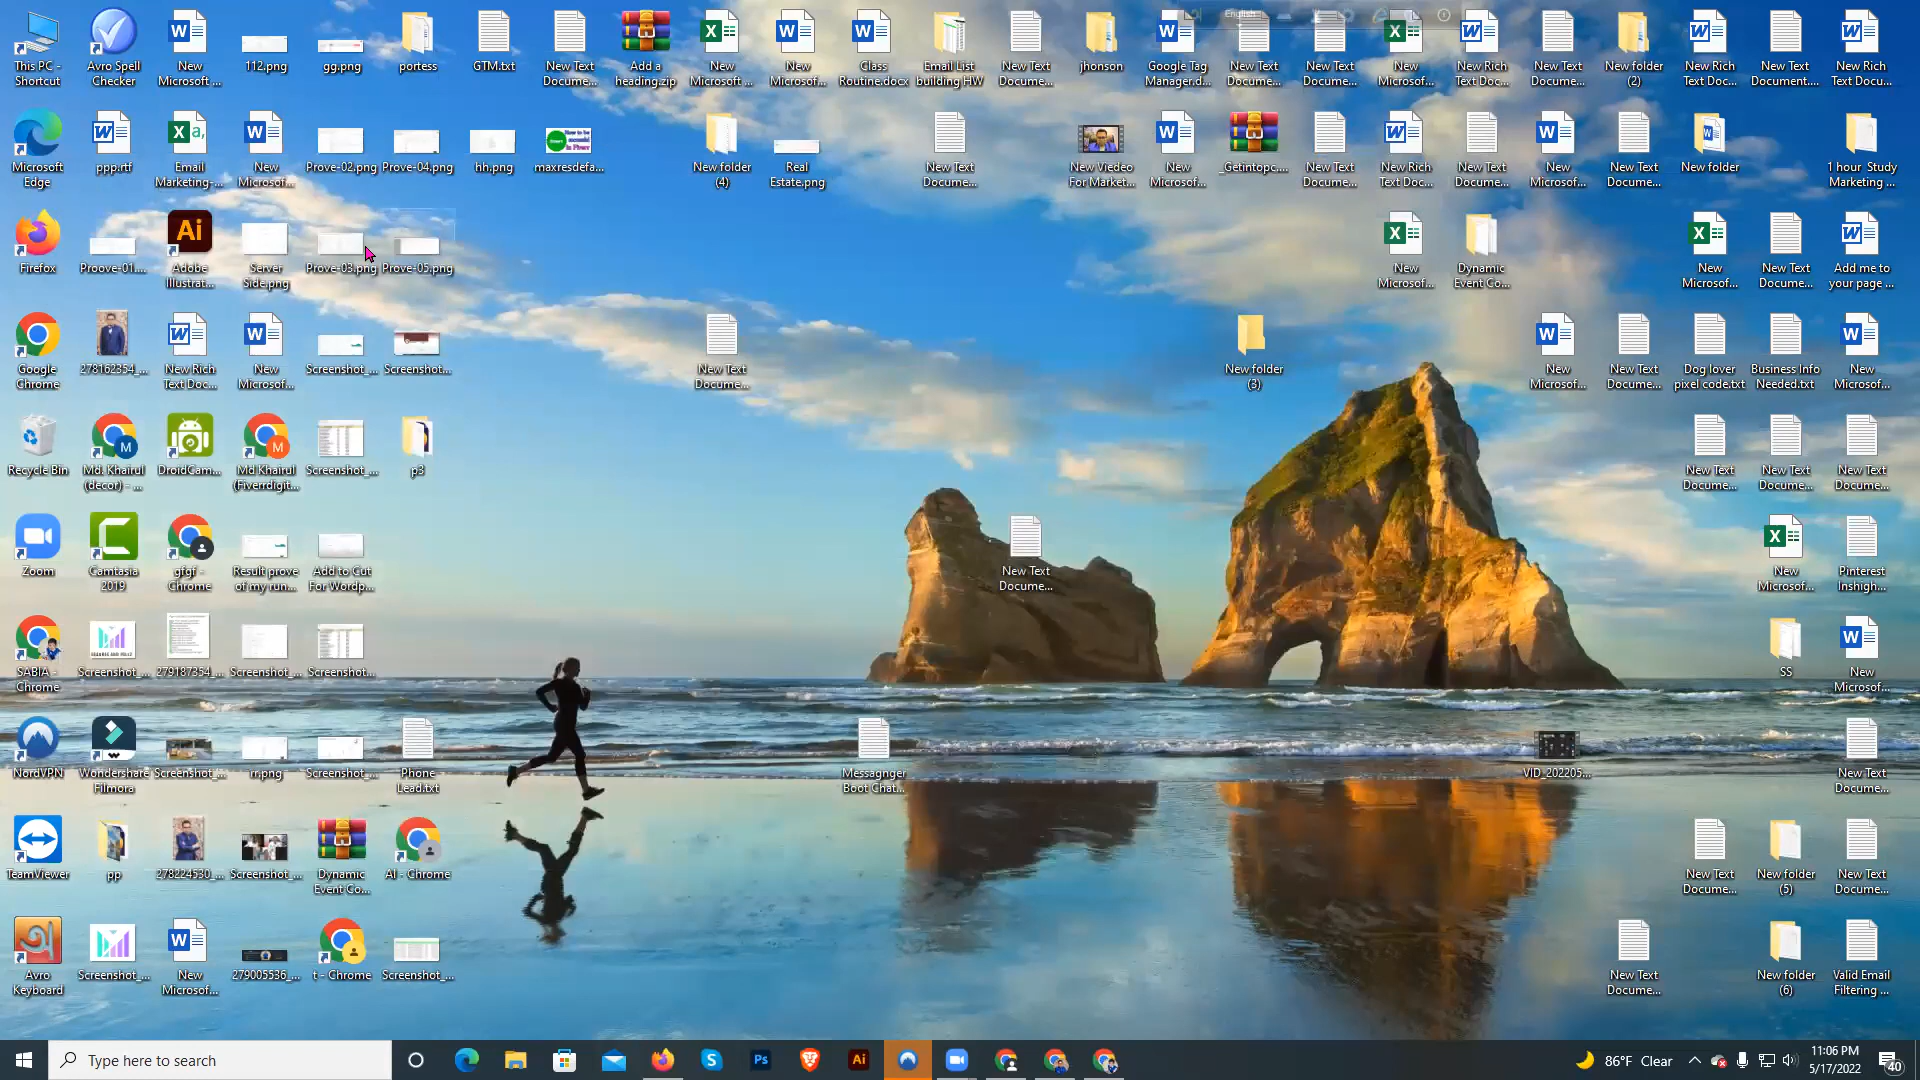 English
This PC -
Shortcut
Avro Spell
Checker
New
Microsoft ...
112.png
gg.png
portess
GTM.txt
New Text
Docume...
Add a
heading.zip
New
Microsoft ...
New
Microsof...
Class
Routine.docx
Email List
building HW
New Text
Docume...
jhonson
Google Tag
Manager.d...
New Text
Docume...
New Text
Docume...
New
Microsof...
New Rich
Text Doc...
New Text
Docume...
New folder
(2)
New Rich
Text Doc...
New Text
Document....
New Rich
Text Docu...
Microsoft
Edge
ppp.rtf
Email
Marketing-...
New
Microsof...
Prove-02.png
Prove-04.png
hh.png
maxresdefa...
New folder
(4)
Real
Estate.png
New Text
Docume...
New Viedeo
For Market...
New
Microsof...
_Getintopc....
New Text
Docume...
New Rich
Text Doc...
New Text
Docume...
New
Microsof...
New Text
Docume...
New folder
1 hour Study
Marketing ...
Firefox
Proove-01....
Ai
Adobe
Illustrat...
Server
Side.png
Prove-03.png
Prove-05.png
New
Microsof...
Dynamic
Event Co...
New
Microsof...
New Text
Docume...
Add me to
your page ...
Google
Chrome
278162354_...
New Rich
Text Doc...
New
Microsof...
Screenshot_...
Screenshot...
New Text
Docume...
New folder
(3)
New
Microsof...
New Text
Docume...
Dog lover
pixel code.txt
Business Info
Needed.txt
New
Microsof...
Recycle Bin
Md. Khairul
(decor) - ...
DroidCam...
Md Khairul
(Fiverrdigit...
Screenshot_...
p3
New Text
Docume...
New Text
Docume...
New Text
Docume...
Zoom
Camtasia
2019
gfgf -
Chrome
Result prove
of my run...
Add to Cut
For Wordp...
New Text
Docume...
New
Microsof...
Pinterest
Inshigh...
SABIA -
Chrome
Screenshot_...
279187354_...
Screenshot_...
Screenshot...
SS
New
Microsof...
NordVPN
Wondershare
Filmora
Screenshot_...
rr.png
Screenshot_...
Phone
Lead.txt
Messagnger
Boot Chat...
VID_202205...
New Text
Docume...
TeamViewer
pp
278224530_...
Screenshot_...
Dynamic
Event Co...
AI - Chrome
New Text
Docume...
New folder
(5)
New Text
Docume...
Avro
Keyboard
Screenshot_...
New
Microsof...
279005536_...
t - Chrome
Screenshot_...
New Text
Docume...
New folder
(6)
Valid Email
Filtering ...
Type here to search
Ps
Ai
86°F Clear
11:06 PM
5/17/2022
40